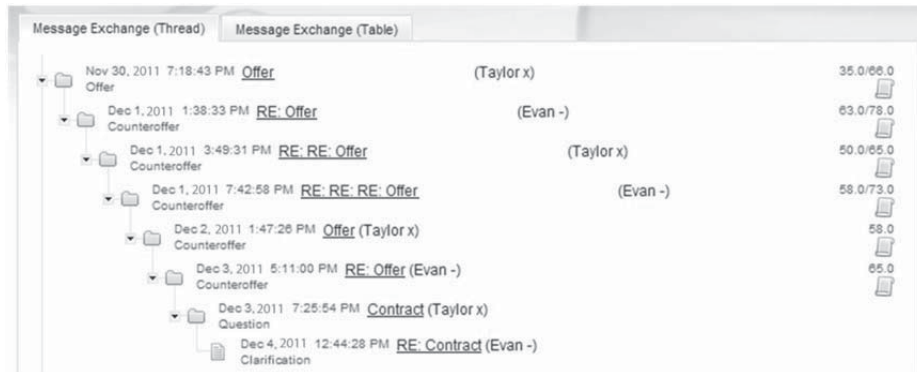 Message Exchange (Thread) Message Exchange (Table)
Nov 30, 2011 7:18:43 PM Offer (Taylor x) 35.0/66.0
Offer
Dec 1, 2011 1:38:33 PM RE: Offer (Evan -) 63.0/78.0
Counteroffer
Dec 1, 2011 3:49:31 PM RE: RE: Offer (Taylor x) 50.0/65.0
Counteroffer
Dec 1, 2011 7:42:58 PM RE: RE: RE: Offer (Evan -) 58.0/73.0
Counteroffer
Dec 2, 2011 1:47:26 PM Offer (Taylor x) 58.0
Counteroffer
Dec 3, 2011 5:11:00 PM RE: Offer (Evan -) 65.0
Counteroffer
Dec 3, 2011 7:25:54 PM Contract (Taylor x)
Question
Dec 4, 2011 12:44:28 PM RE: Contract (Evan -)
Clarification